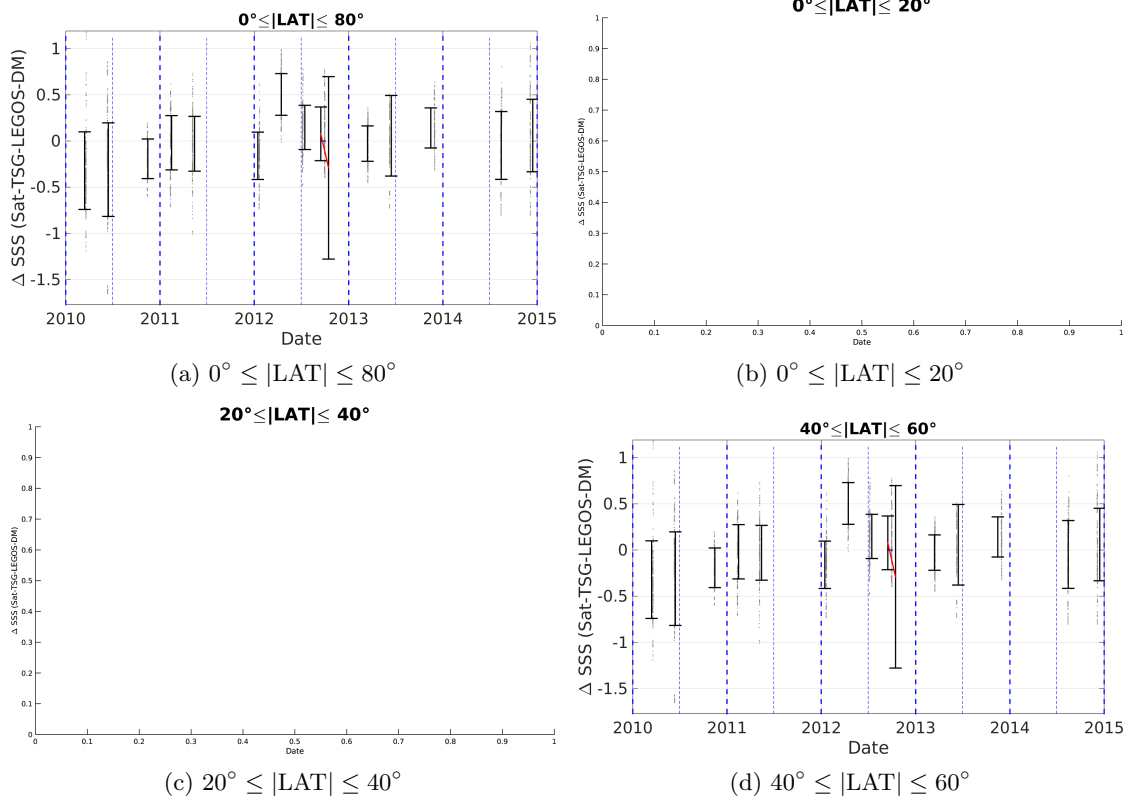 0°≤|LAT|≤ 80°
Δ SSS (Sat-TSG-LEGOS-DM)
1
0.5
0
-0.5
-1
-1.5
2010 2011 2012 2013 2014 2015
Date
(a) 0° ≤ |LAT| ≤ 80°
0°≤|LAT|≤ 20°
Δ SSS (Sat-TSG-LEGOS-DM)
1
0.9
0.8
0.7
0.6
0.5
0.4
0.3
0.2
0.1
0
0 0.1 0.2 0.3 0.4 0.5 0.6 0.7 0.8 0.9 1
Date
(b) 0° ≤ |LAT| ≤ 20°
20°≤|LAT|≤ 40°
Δ SSS (Sat-TSG-LEGOS-DM)
1
0.9
0.8
0.7
0.6
0.5
0.4
0.3
0.2
0.1
0
0 0.1 0.2 0.3 0.4 0.5 0.6 0.7 0.8 0.9 1
Date
(c) 20° ≤ |LAT| ≤ 40°
40°≤|LAT|≤ 60°
Δ SSS (Sat-TSG-LEGOS-DM)
1
0.5
0
-0.5
-1
-1.5
2010 2011 2012 2013 2014 2015
Date
(d) 40° ≤ |LAT| ≤ 60°